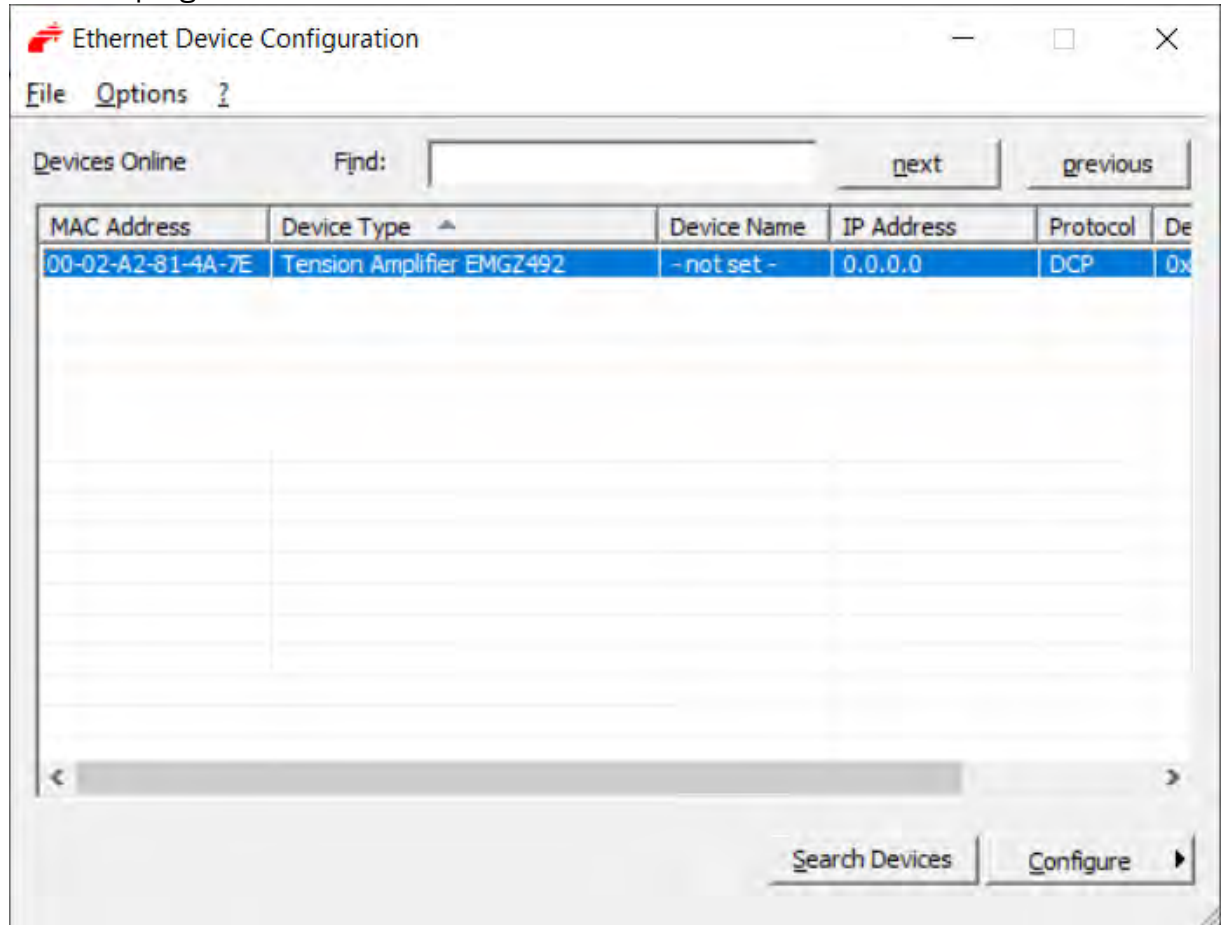 Ethernet Device Configuration
File Options ?
Devices Online Find: next previous
MAC Address Device Type Device Name IP Address Protocol De
00-02-A2-81-4A-7E Tension Amplifier EMGZ492 - not set - 0.0.0.0 DCP 0x
Search Devices Configure